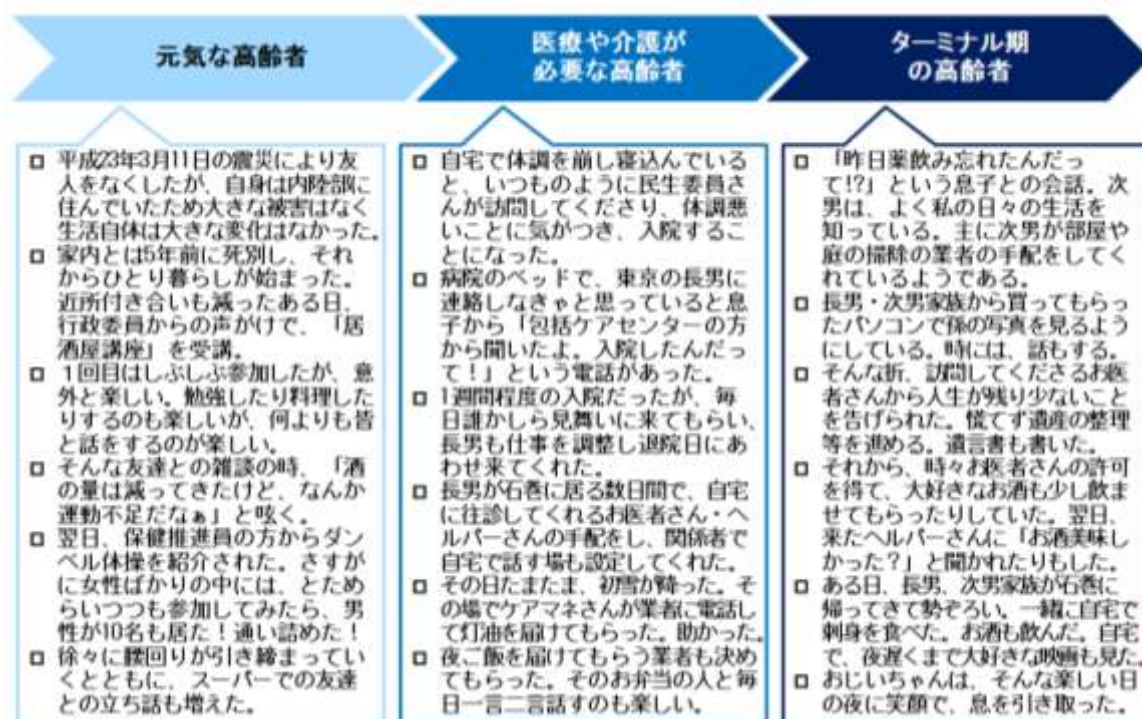 元気な高齢者
医療や介護が
必要な高齢者
ターミナル期
の高齢者
□ 平成23年3月11日の震災により友
人をなくしたが、自身は内陸部に
住んでいたため大きな被害はなく
生活自体は大きな変化はなかった。
□ 家内とは5年前に死別し、それ
からひとり暮らしが始まった。
近所付き合いも減ったある日、
行政委員からの声がけで、「居
酒屋講座」を受講。
□ 1回目はしぶしぶ参加したが、意
外と楽しい。勉強したり料理した
りするのも楽しいが、何よりも皆
と話をするのが楽しい。
□ そんな友達との雑談の時、「酒
の量は減ってきたけど、なんか
運動不足だなぁ」と呟く。
□ 翌日、保健推進員の方からダン
ベル体操を紹介された。さすが
に女性ばかりの中には、とため
らいつつも参加してみたら、男
性が10名も居た！通い詰めた！
□ 徐々に腰回りが引き締まってい
くとともに、スーパーでの友達
との立ち話も増えた。
□ 自宅で体調を崩し寝込んでいる
と、いつものように民生委員さ
んが訪問してくださり、体調悪
いことに気がつき、入院するこ
とになった。
□ 病院のベッドで、東京の長男に
連絡しなきゃと思っていると息
子から「包括ケアセンターの方
から聞いたよ。入院したんだっ
て！」という電話があった。
□ 1週間程度の入院だったが、毎
日誰かしら見舞いに来てもらい、
長男も仕事を調整し退院日にあ
わせ来てくれた。
□ 長男が石巻に居る数日間で、自宅
に往診してくれるお医者さん・ヘ
ルパーさんの手配をし、関係者で
自宅で話す場も設定してくれた。
□ その日たまたま、初雪が降った。そ
の場でケアマネさんが業者に電話し
て灯油を届けてもらった。助かった。
□ 夜ご飯を届けてもらう業者も決め
てもらった。そのお弁当の人と毎
日一言二言話すのも楽しい。
□ 「昨日薬飲み忘れたんだっ
て!?」という息子との会話。次
男は、よく私の日々の生活を
知っている。主に次男が部屋や
庭の掃除の業者の手配をしてく
れているようである。
□ 長男・次男家族から買ってもらっ
たパソコンで孫の写真を見るよう
にしている。時には、話もする。
□ そんな折、訪問してくださるお医
者さんから人生が残り少ないこと
を告げられた。慌てず遺産の整理
等を進める。遺言書も書いた。
□ それから、時々お医者さんの許可
を得て、大好きなお酒も少し飲ま
せてもらったりしていた。翌日、
来たヘルパーさんに「お酒美味し
かった？」と聞かれたりもした。
□ ある日、長男、次男家族が石巻に
帰ってきて勢ぞろい。一緒に自宅で
刺身を食べた。お酒も飲んだ。自宅
で、夜遅くまで大好きな映画も見た。
□ おじいちゃんは、そんな楽しい日
の夜に笑顔で、息を引き取った。